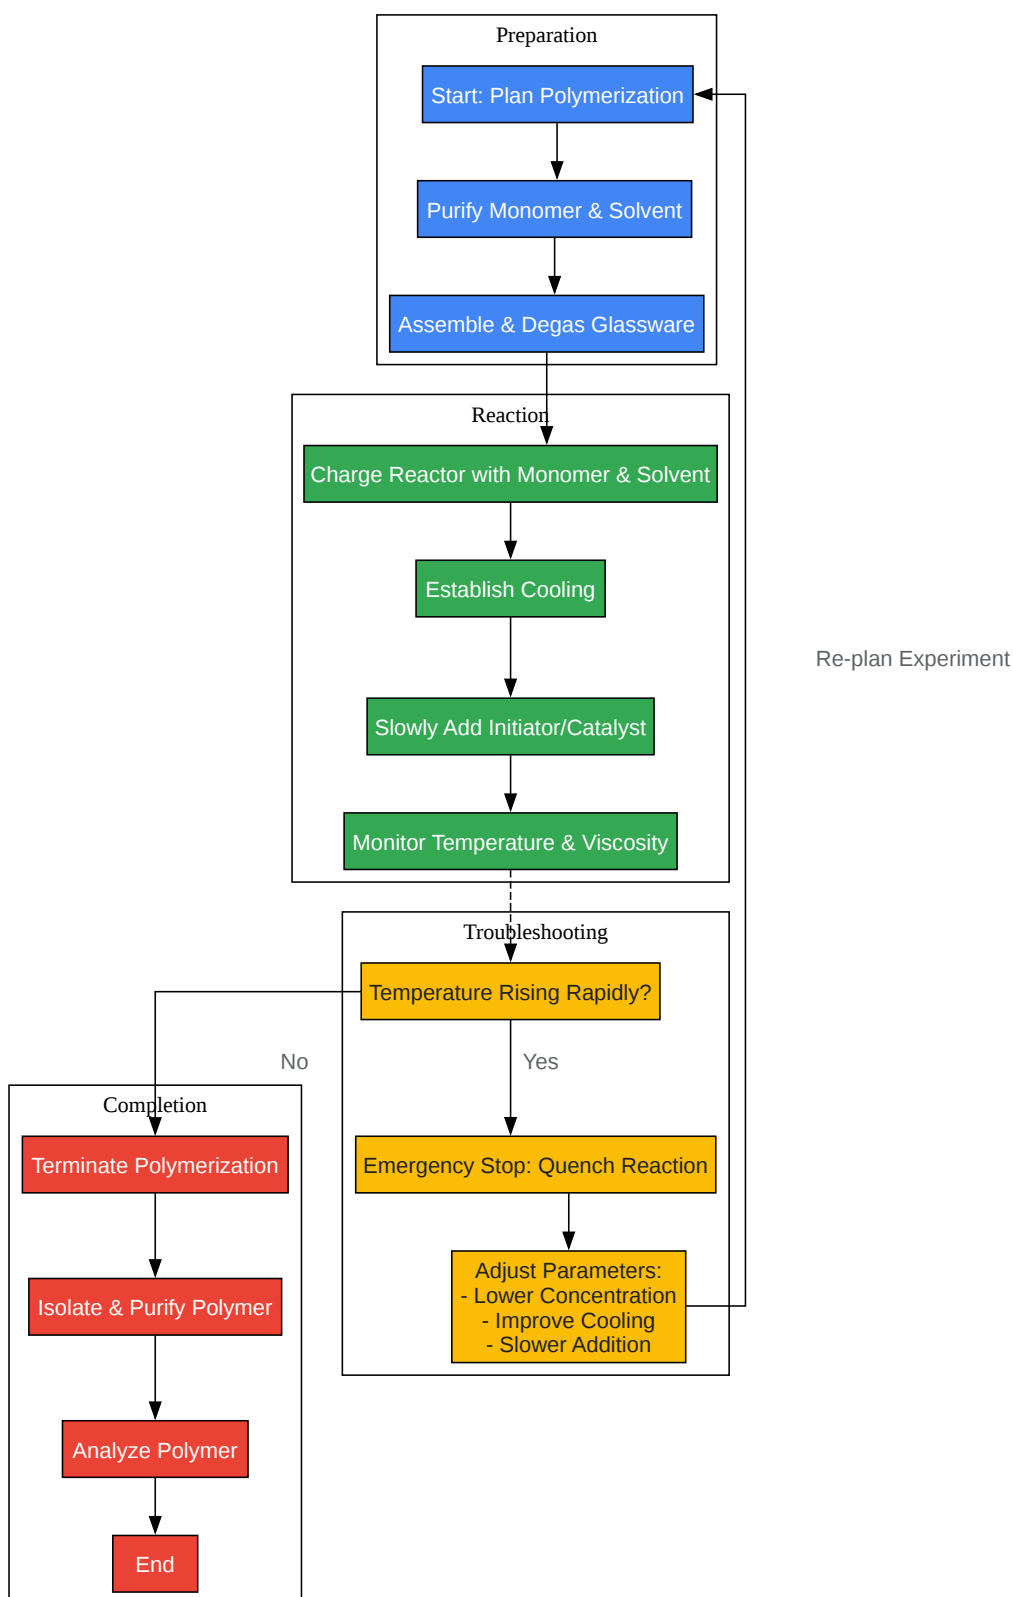 Preparation
Start: Plan Polymerization
Purify Monomer & Solvent
Assemble & Degas Glassware
Reaction
Charge Reactor with Monomer & Solvent
Establish Cooling
Re-plan Experiment
Slowly Add Initiator/Catalyst
Monitor Temperature & Viscosity
Troubleshooting
Temperature Rising Rapidly?
No
Yes
Completion
Terminate Polymerization
Emergency Stop: Quench Reaction
Adjust Parameters:
- Lower Concentration
- Improve Cooling
- Slower Addition
Isolate & Purify Polymer
Analyze Polymer
End